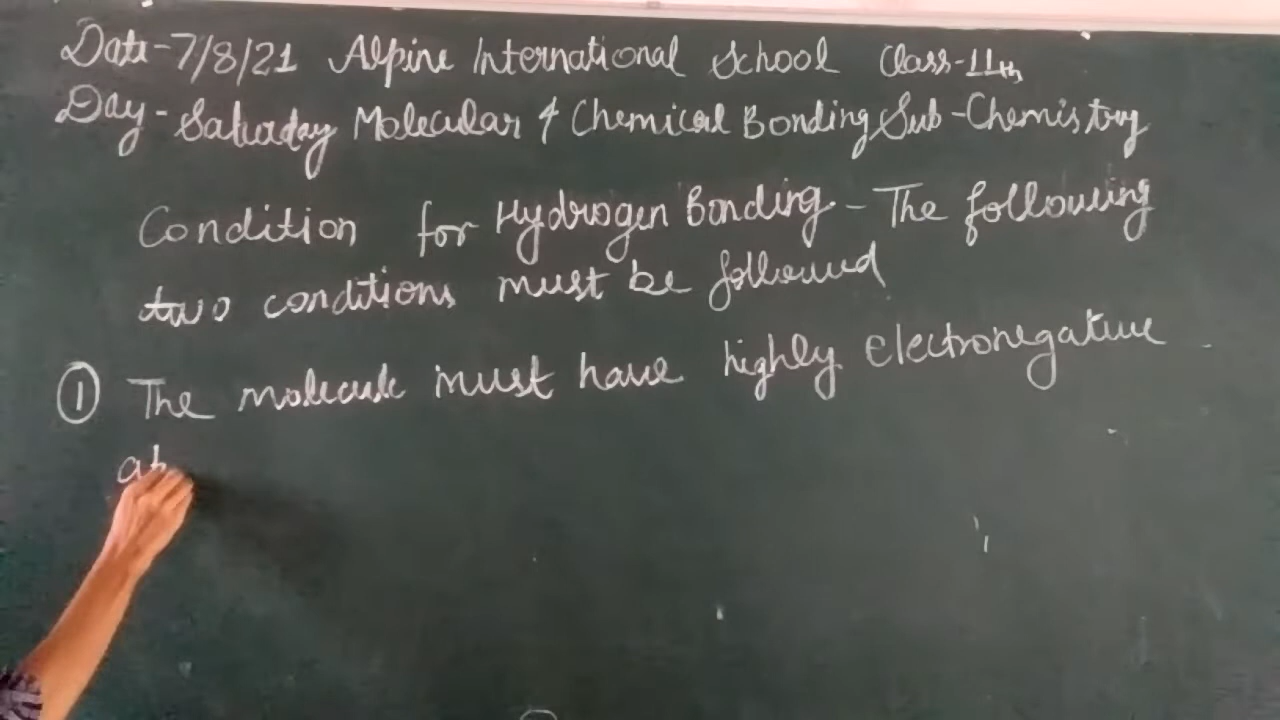 Date-7/8/21 Alpine International School Class-11th
Day-Saturday Molecular & Chemical Bonding Sub-Chemistry
Condition for Hydrogen Bonding - The following
two conditions must be followed
① The molecule must have highly electronegative
at